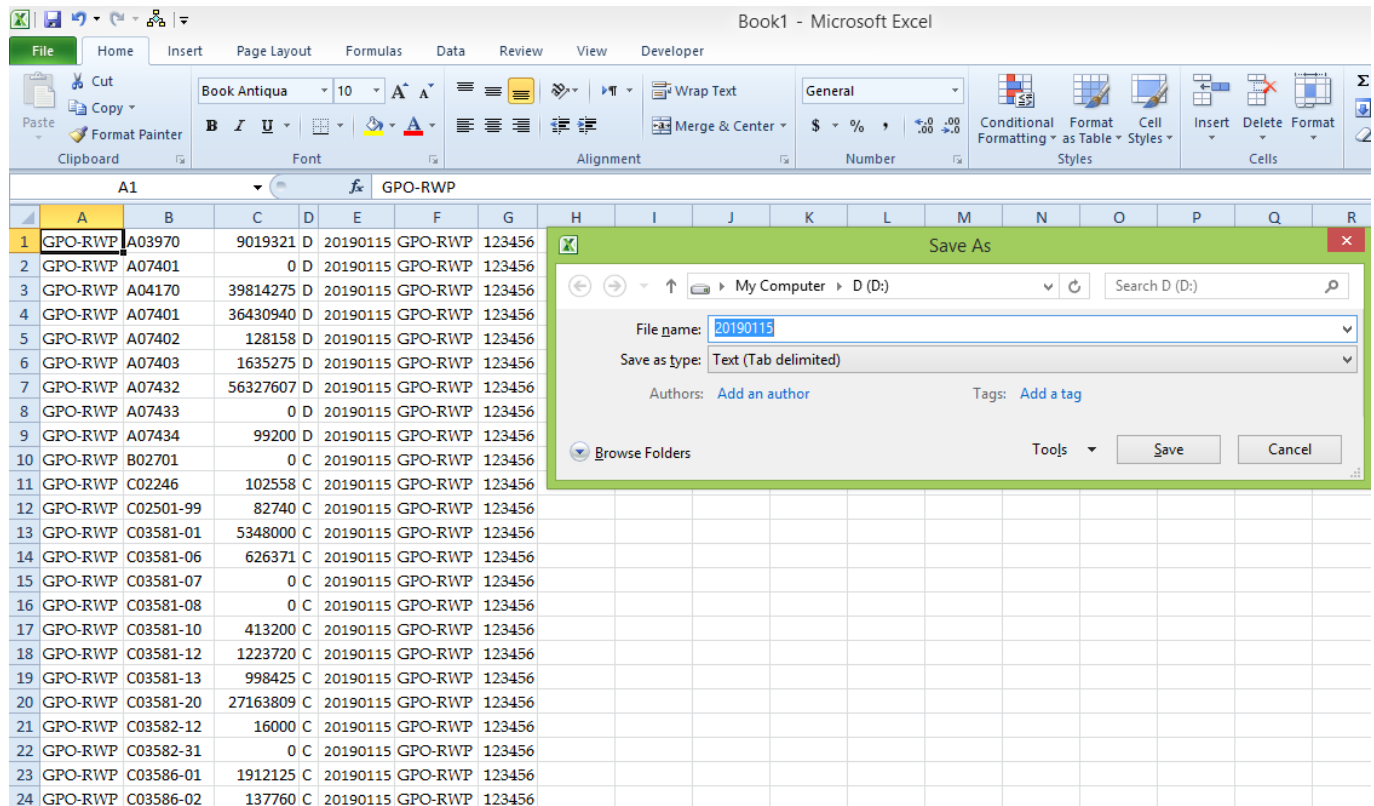 Book1 - Microsoft Excel
File Home Insert Page Layout Formulas Data Review View Developer
Cut
Copy
Paste
Format Painter
Clipboard
Book Antiqua 10 A A
B I U A
Font
Wrap Text
Merge & Center
Alignment
General
$ % , .0 .00 .00 .0
Number
Conditional Formatting
Format as Table
Cell Styles
Styles
Insert Delete Format
Cells
Σ
A1 fx GPO-RWP
A B C D E F G H I J K L M N O P Q R
1 GPO-RWP A03970 9019321 D 20190115 GPO-RWP 123456
2 GPO-RWP A07401 0 D 20190115 GPO-RWP 123456
3 GPO-RWP A04170 39814275 D 20190115 GPO-RWP 123456
4 GPO-RWP A07401 36430940 D 20190115 GPO-RWP 123456
5 GPO-RWP A07402 128158 D 20190115 GPO-RWP 123456
6 GPO-RWP A07403 1635275 D 20190115 GPO-RWP 123456
7 GPO-RWP A07432 56327607 D 20190115 GPO-RWP 123456
8 GPO-RWP A07433 0 D 20190115 GPO-RWP 123456
9 GPO-RWP A07434 99200 D 20190115 GPO-RWP 123456
10 GPO-RWP B02701 0 C 20190115 GPO-RWP 123456
11 GPO-RWP C02246 102558 C 20190115 GPO-RWP 123456
12 GPO-RWP C02501-99 82740 C 20190115 GPO-RWP 123456
13 GPO-RWP C03581-01 5348000 C 20190115 GPO-RWP 123456
14 GPO-RWP C03581-06 626371 C 20190115 GPO-RWP 123456
15 GPO-RWP C03581-07 0 C 20190115 GPO-RWP 123456
16 GPO-RWP C03581-08 0 C 20190115 GPO-RWP 123456
17 GPO-RWP C03581-10 413200 C 20190115 GPO-RWP 123456
18 GPO-RWP C03581-12 1223720 C 20190115 GPO-RWP 123456
19 GPO-RWP C03581-13 998425 C 20190115 GPO-RWP 123456
20 GPO-RWP C03581-20 27163809 C 20190115 GPO-RWP 123456
21 GPO-RWP C03582-12 16000 C 20190115 GPO-RWP 123456
22 GPO-RWP C03582-31 0 C 20190115 GPO-RWP 123456
23 GPO-RWP C03586-01 1912125 C 20190115 GPO-RWP 123456
24 GPO-RWP C03586-02 137760 C 20190115 GPO-RWP 123456
Save As
My Computer D (D:) Search D (D:)
File name: 20190115
Save as type: Text (Tab delimited)
Authors: Add an author Tags: Add a tag
Browse Folders Tools Save Cancel